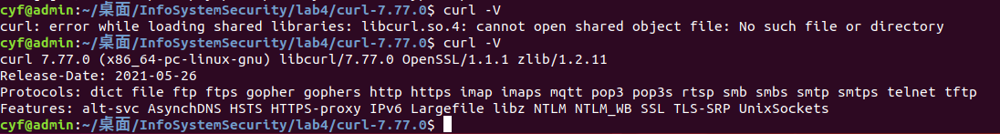 cyf@admin:~/桌面/InfoSystemSecurity/lab4/curl-7.77.0$ curl -V
curl: error while loading shared libraries: libcurl.so.4: cannot open shared object file: No such file or directory
cyf@admin:~/桌面/InfoSystemSecurity/lab4/curl-7.77.0$ curl -V
curl 7.77.0 (x86_64-pc-linux-gnu) libcurl/7.77.0 OpenSSL/1.1.1 zlib/1.2.11
Release-Date: 2021-05-26
Protocols: dict file ftp ftps gopher gophers http https imap imaps mqtt pop3 pop3s rtsp smb smbs smtp smtps telnet tftp
Features: alt-svc AsynchDNS HSTS HTTPS-proxy IPv6 Largefile libz NTLM NTLM_WB SSL TLS-SRP UnixSockets
cyf@admin:~/桌面/InfoSystemSecurity/lab4/curl-7.77.0$